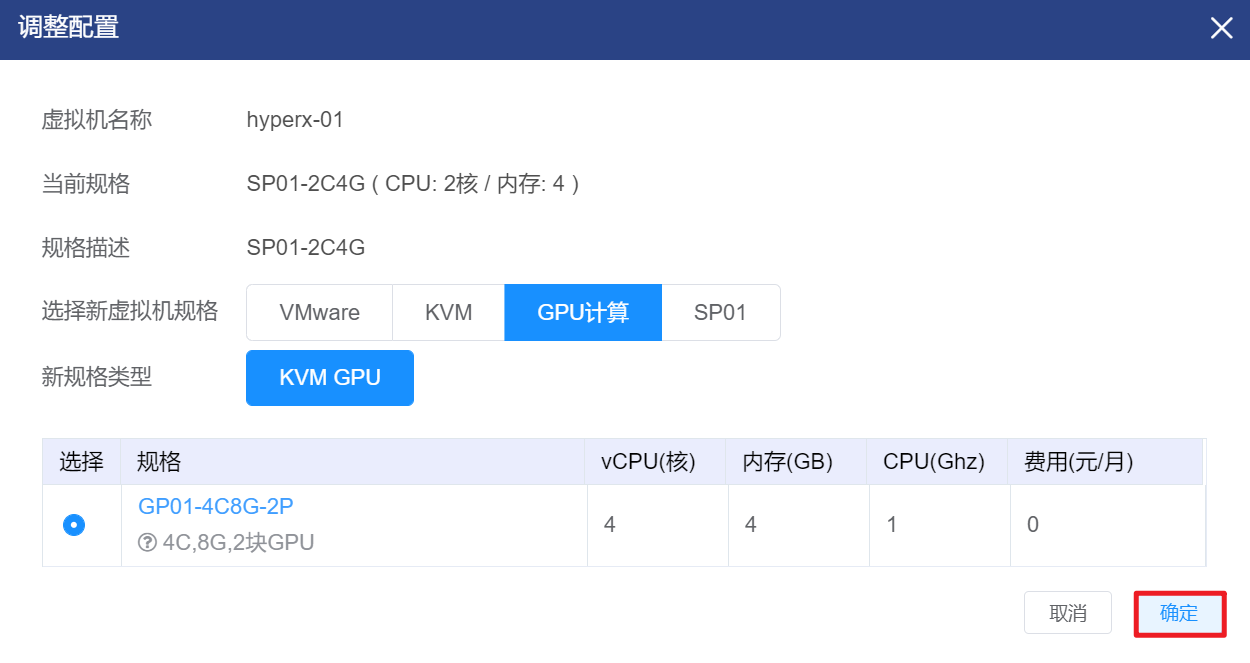 调整配置
虚拟机名称 hyperx-01
当前规格 SP01-2C4G ( CPU: 2核 / 内存: 4 )
规格描述 SP01-2C4G
选择新虚拟机规格 VMware KVM GPU计算 SP01
新规格类型 KVM GPU
选择 规格 vCPU(核) 内存(GB) CPU(Ghz) 费用(元/月)
GP01-4C8G-2P
4 4 1 0
4C,8G,2块GPU
取消 确定